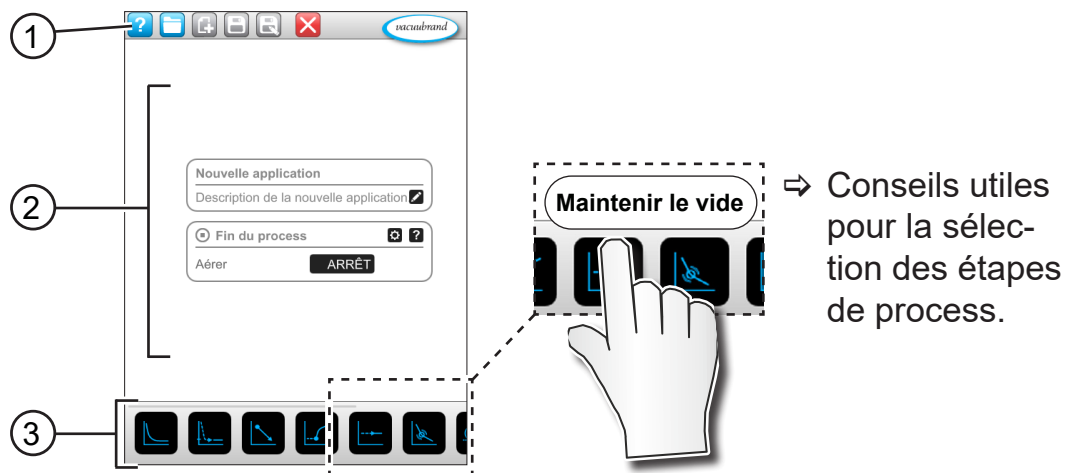 1
?
vacuubrand
2
Nouvelle application
Description de la nouvelle application
Fin du process
?
Aérer
ARRÊT
3
Maintenir le vide
⇨ Conseils utiles
pour la sélec-
tion des étapes
de process.